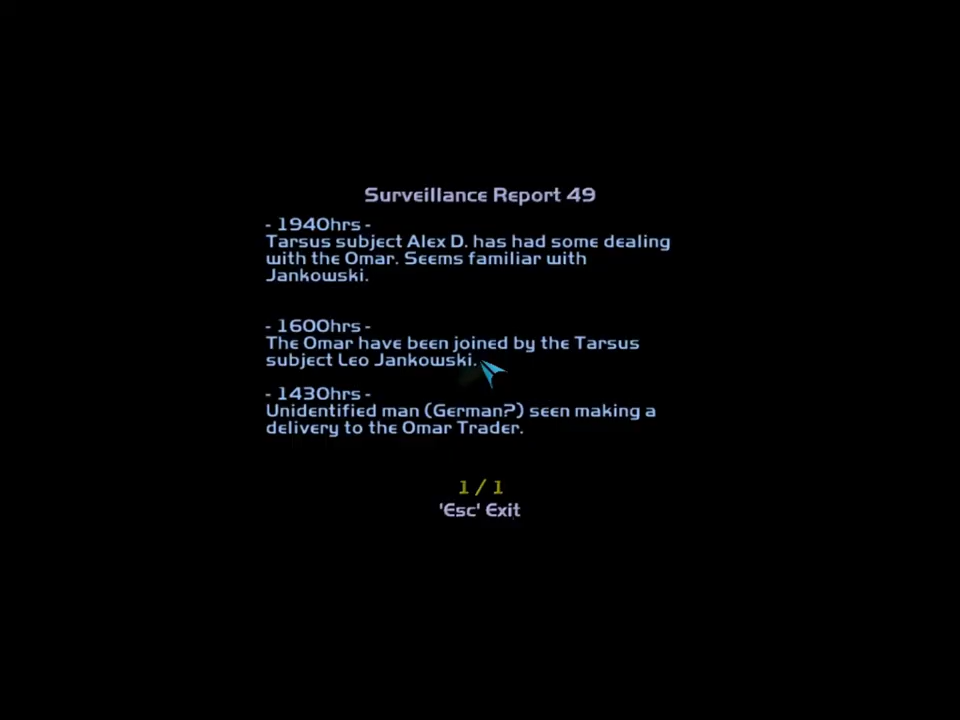 Surveillance Report 49
- 1940hrs -
Tarsus subject Alex D. has had some dealing
with the Omar. Seems familiar with
Jankowski.
- 1600hrs -
The Omar have been joined by the Tarsus
subject Leo Jankowski.
- 1430hrs -
Unidentified man (German?) seen making a
delivery to the Omar Trader.
1 / 1
'Esc' Exit